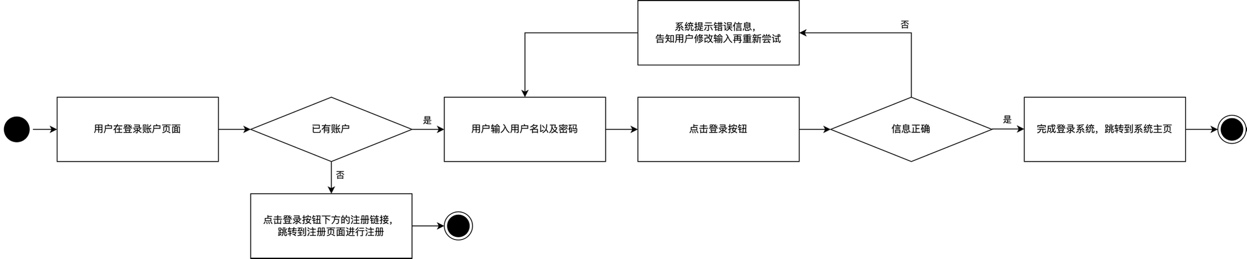 系统提示错误信息，
告知用户修改输入再重新尝试
否
用户在登录账户页面
已有账户
是
用户输入用户名以及密码
点击登录按钮
信息正确
是
完成登录系统，跳转到系统主页
否
点击登录按钮下方的注册链接，
跳转到注册页面进行注册